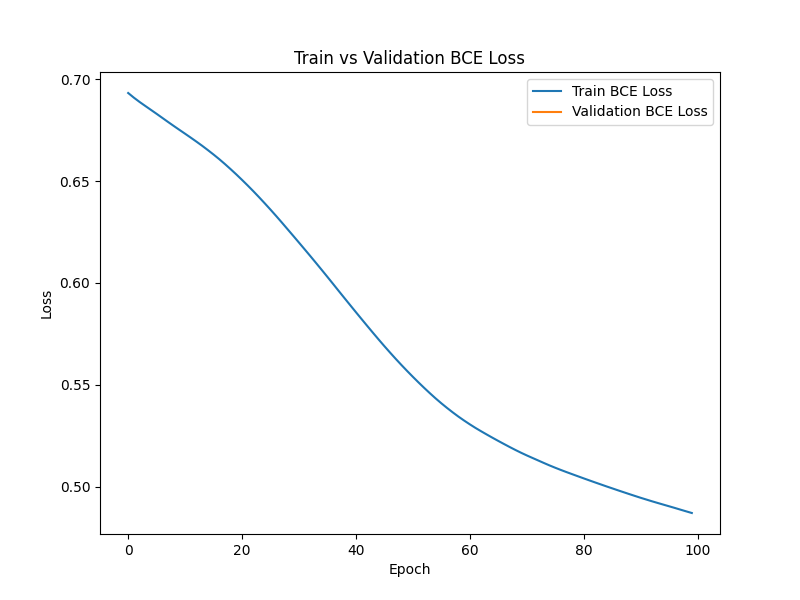 Train vs Validation BCE Loss
Train BCE Loss
Validation BCE Loss
0.70
0.65
0.60
0.55
0.50
Loss
0
20
40
60
80
100
Epoch